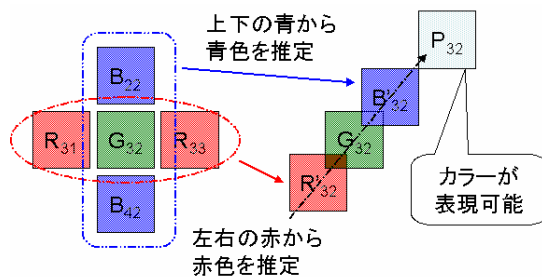 上下の青から
青色を推定
P32
B22
B'32
R31
G32
R33
G32
B42
R'32
カラーが
表現可能
左右の赤から
赤色を推定